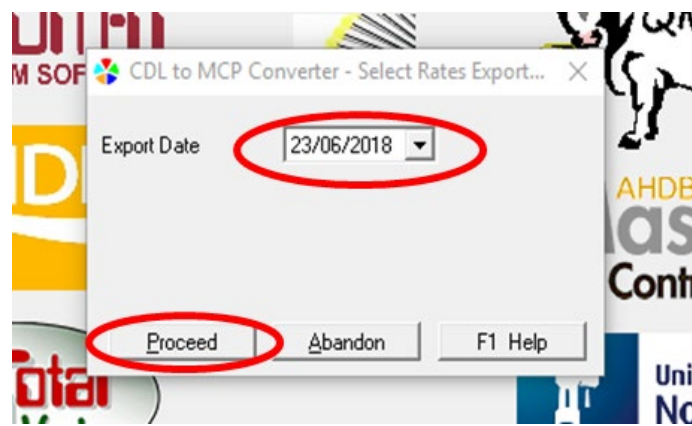 M SOF
CDL to MCP Converter - Select Rates Export...
Export Date
23/06/2018
AHDB
Cont
Proceed
Abandon
F1 Help
Total
Uni
No